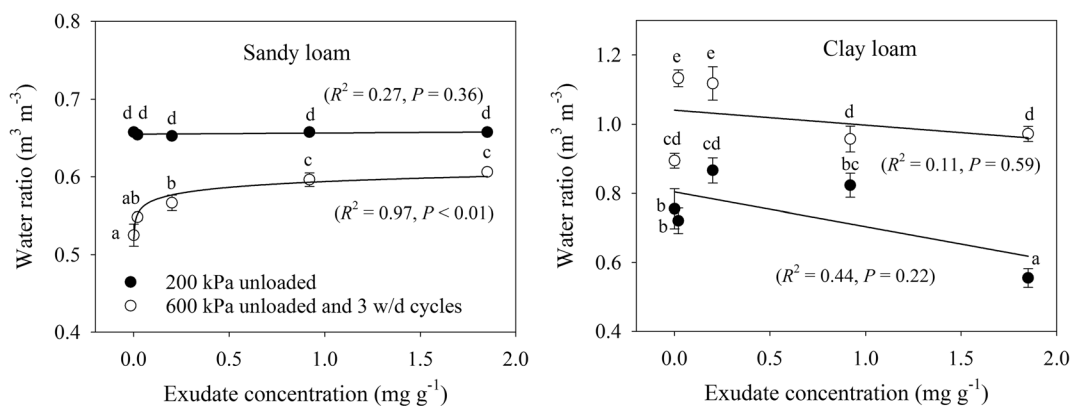 Sandy loam
Water ratio (m³ m⁻³)
0.8
0.7
0.6
0.5
0.4
d d d d d
(R² = 0.27, P = 0.36)
a ab b c c
(R² = 0.97, P < 0.01)
200 kPa unloaded
600 kPa unloaded and 3 w/d cycles
0.0 0.5 1.0 1.5 2.0
Exudate concentration (mg g⁻¹)
Clay loam
Water ratio (m³ m⁻³)
1.2
1.0
0.8
0.6
0.4
e e
d d
cd cd
bc
(R² = 0.11, P = 0.59)
b
b
a
(R² = 0.44, P = 0.22)
0.0 0.5 1.0 1.5 2.0
Exudate concentration (mg g⁻¹)